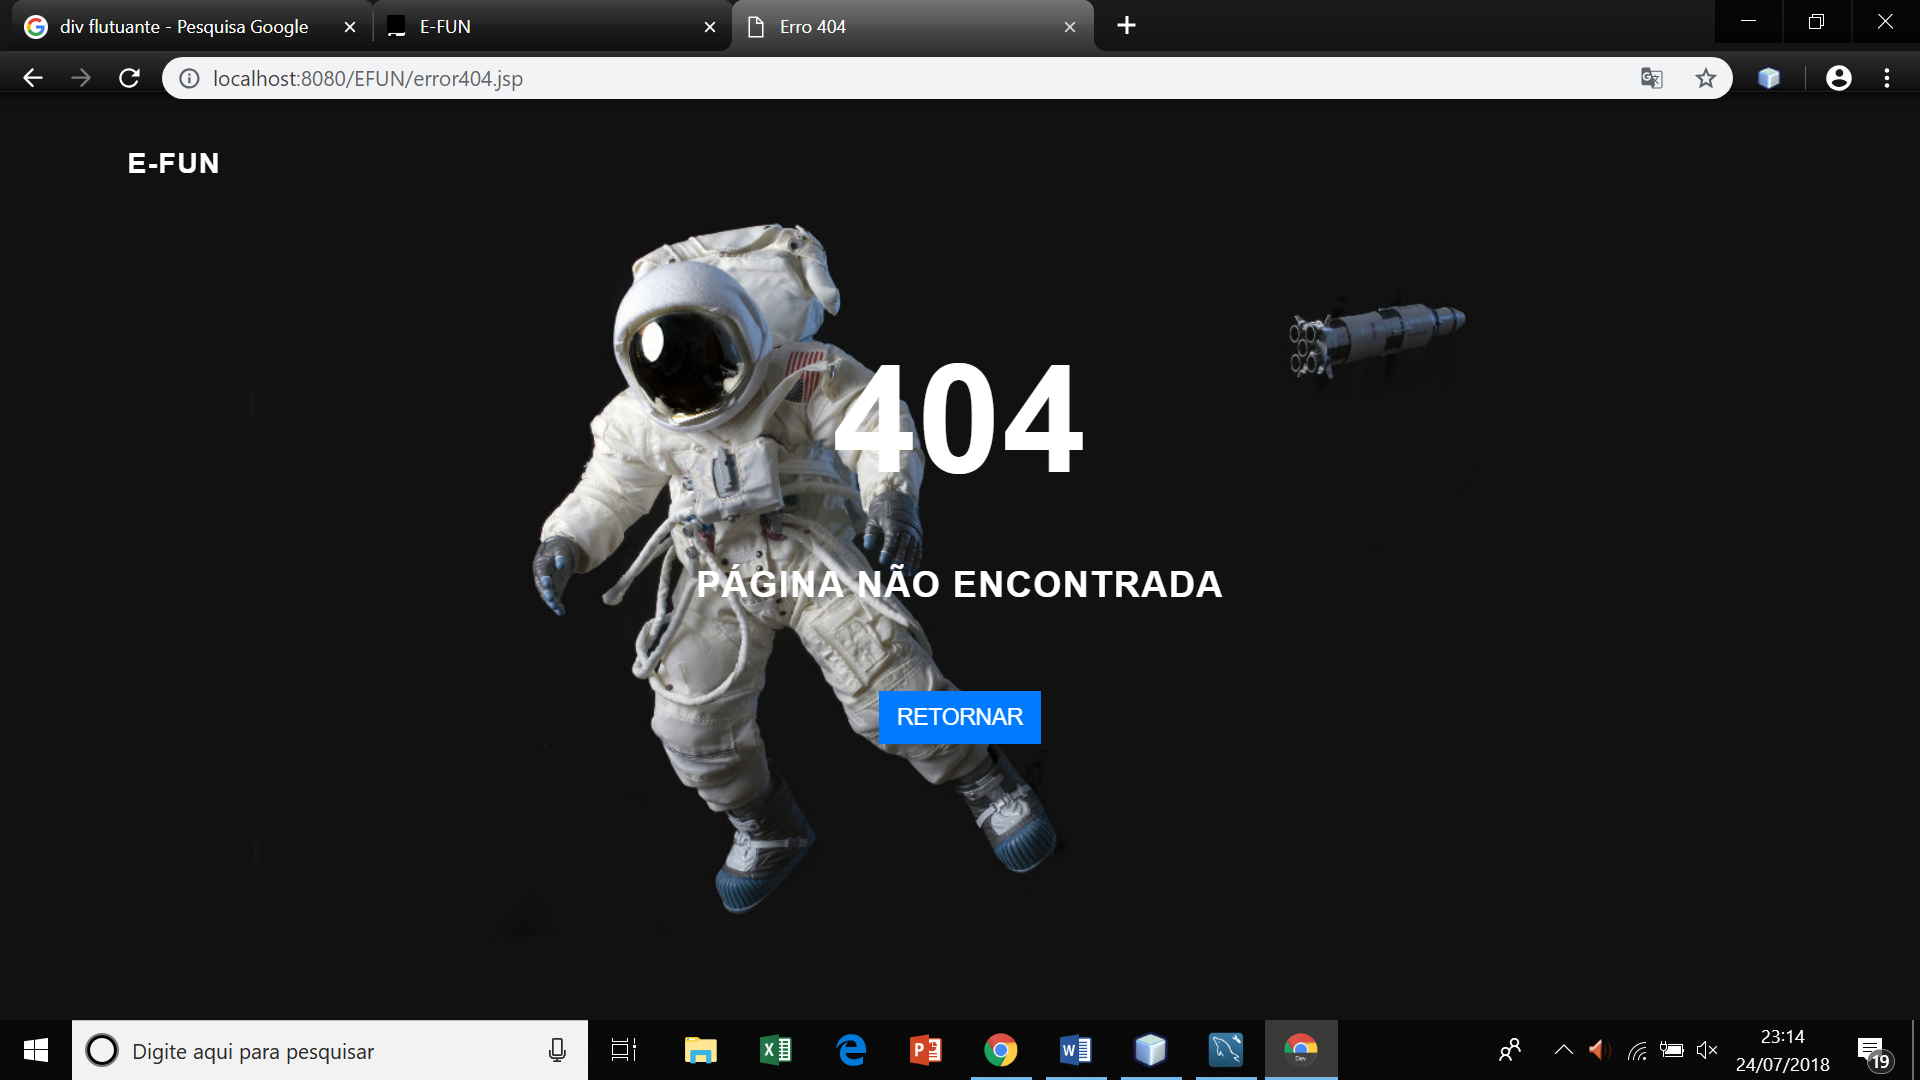 div flutuante - Pesquisa Google
E-FUN
Erro 404
localhost:8080/EFUN/error404.jsp
E-FUN
404
PÁGINA NÃO ENCONTRADA
RETORNAR
Digite aqui para pesquisar
Dev
23:14
24/07/2018
19